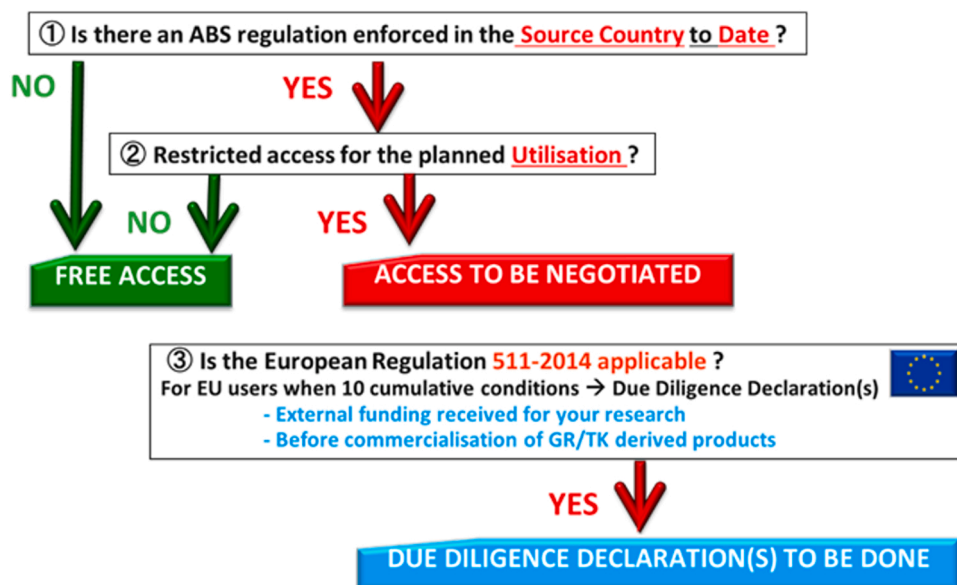 ① Is there an ABS regulation enforced in the Source Country to Date ?
NO
YES
② Restricted access for the planned Utilisation ?
NO
YES
FREE ACCESS
ACCESS TO BE NEGOTIATED
③ Is the European Regulation 511-2014 applicable ?
For EU users when 10 cumulative conditions → Due Diligence Declaration(s)
- External funding received for your research
- Before commercialisation of GR/TK derived products
YES
DUE DILIGENCE DECLARATION(S) TO BE DONE